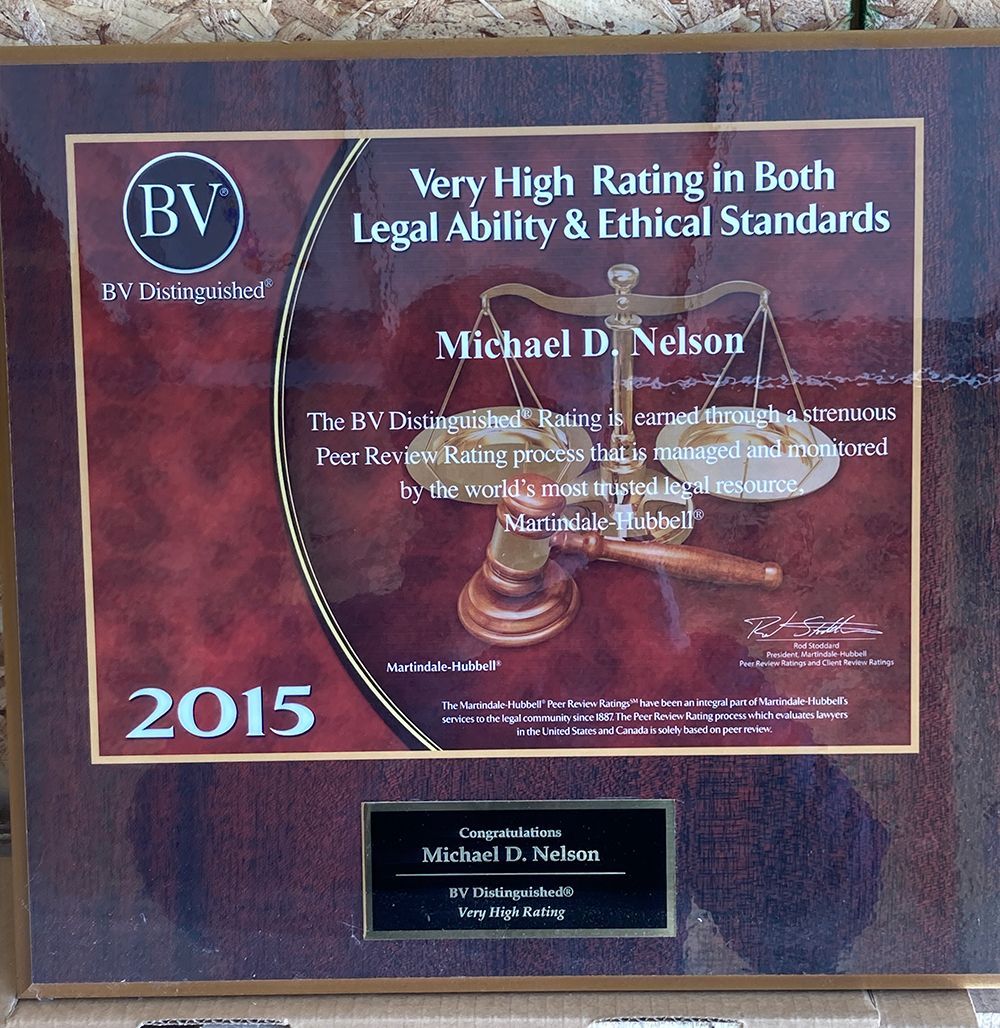 BV®
BV Distinguished®
Very High Rating in Both
Legal Ability & Ethical Standards
Michael D. Nelson
The BV Distinguished® Rating is earned through a strenuous
Peer Review Rating process that is managed and monitored
by the world's most trusted legal resource,
Martindale-Hubbell®
Rod Stoddard
President, Martindale-Hubbell
Peer Review Ratings and Client Review Ratings
Martindale-Hubbell®
2015
The Martindale-Hubbell® Peer Review Ratings℠ have been an integral part of Martindale-Hubbell's
services to the legal community since 1887. The Peer Review Rating process which evaluates lawyers
in the United States and Canada is solely based on peer review.
Congratulations
Michael D. Nelson
BV Distinguished®
Very High Rating